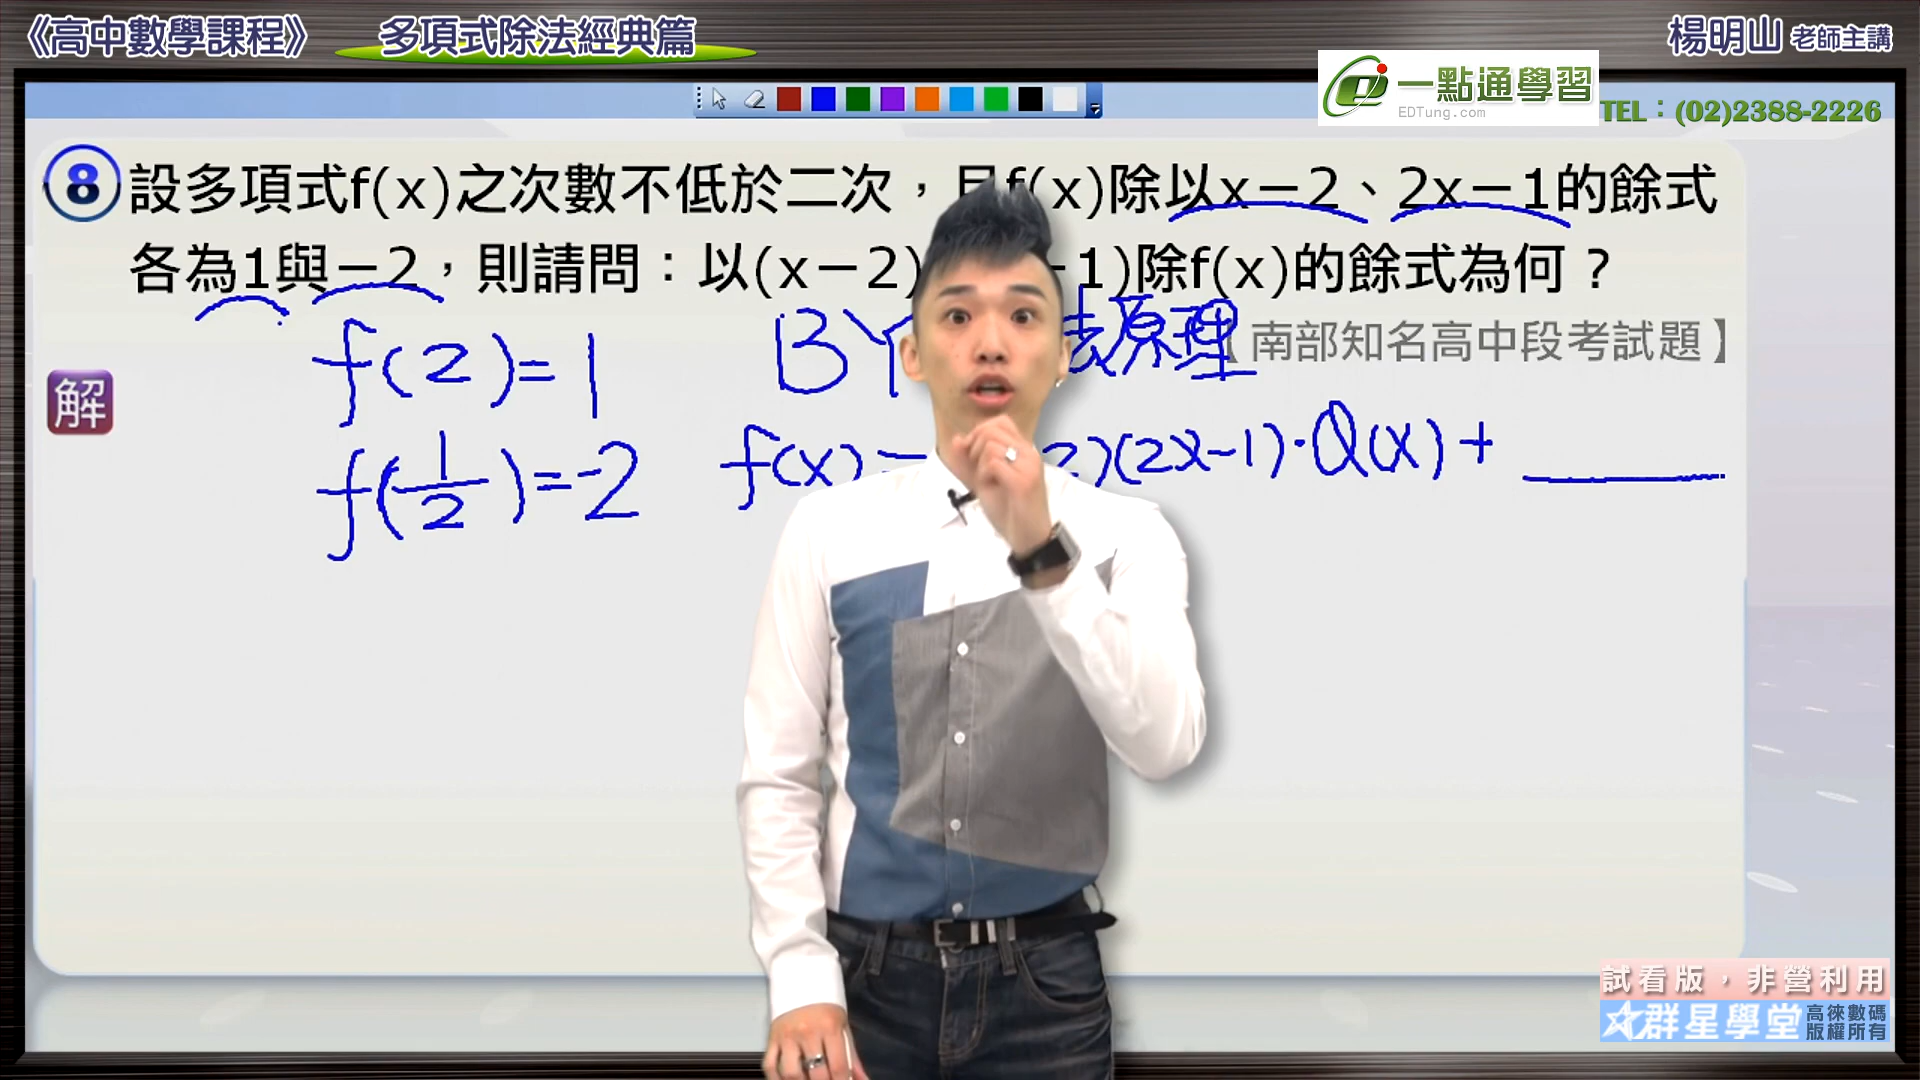 《高中數學課程》 多項式除法經典篇 楊明山 老師主講
一點通學習
EDTung.com
TEL：(02)2388-2226
8 設多項式f(x)之次數不低於二次，且f(x)除以x－2、2x－1的餘式
各為1與－2，則請問：以(x－2) －1)除f(x)的餘式為何？
【南部知名高中段考試題】
解
f(2)=1 BY 法原理
f(1/2)=-2 f(x)= 2)(2x-1)·Q(x)+
試看版，非營利用
群星學堂 高徠數碼 版權所有